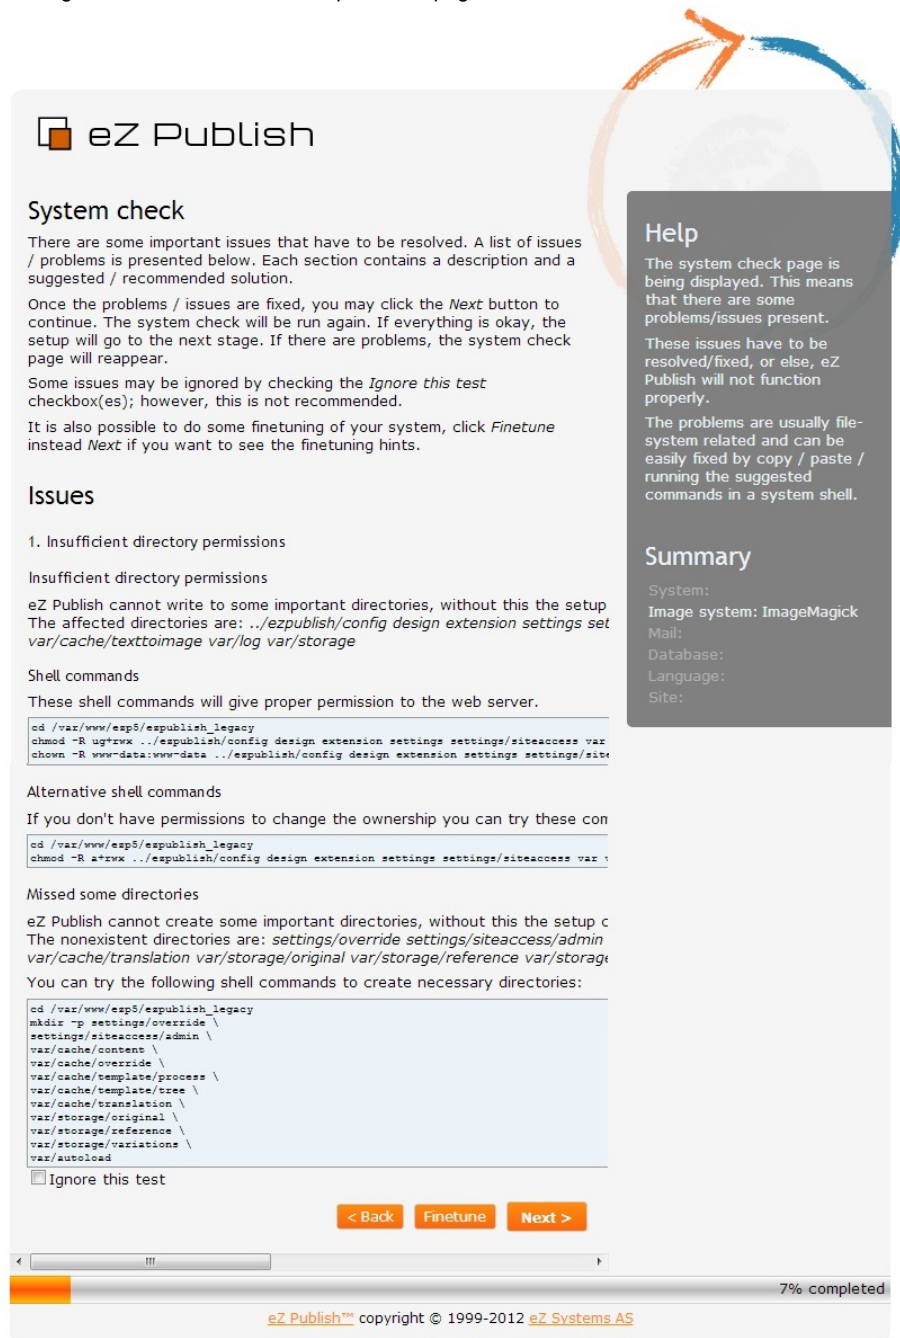 eZ Publish
System check
There are some important issues that have to be resolved. A list of issues
/ problems is presented below. Each section contains a description and a
suggested / recommended solution.
Once the problems / issues are fixed, you may click the Next button to
continue. The system check will be run again. If everything is okay, the
setup will go to the next stage. If there are problems, the system check
page will reappear.
Some issues may be ignored by checking the Ignore this test
checkbox(es); however, this is not recommended.
It is also possible to do some finetuning of your system, click Finetune
instead Next if you want to see the finetuning hints.
Issues
1. Insufficient directory permissions
Insufficient directory permissions
eZ Publish cannot write to some important directories, without this the setup
The affected directories are: ../ezpublish/config design extension settings set
var/cache/texttoimage var/log var/storage
Shell commands
These shell commands will give proper permission to the web server.
cd /var/www/ezp5/ezpublish_legacy
chmod -R ug+rwx ../ezpublish/config design extension settings settings/siteaccess var
chown -R www-data:www-data ../ezpublish/config design extension settings settings/site
Alternative shell commands
If you don't have permissions to change the ownership you can try these com
cd /var/www/ezp5/ezpublish_legacy
chmod -R a+rwx ../ezpublish/config design extension settings settings/siteaccess var v
Missed some directories
eZ Publish cannot create some important directories, without this the setup c
The nonexistent directories are: settings/override settings/siteaccess/admin
var/cache/translation var/storage/original var/storage/reference var/storage
You can try the following shell commands to create necessary directories:
cd /var/www/ezp5/ezpublish_legacy
mkdir -p settings/override \
settings/siteaccess/admin \
var/cache/content \
var/cache/override \
var/cache/template/process \
var/cache/template/tree \
var/cache/translation \
var/storage/original \
var/storage/reference \
var/storage/variations \
var/autoload
Ignore this test
< Back Finetune Next >
Help
The system check page is
being displayed. This means
that there are some
problems/issues present.
These issues have to be
resolved/fixed, or else, eZ
Publish will not function
properly.
The problems are usually file-
system related and can be
easily fixed by copy / paste /
running the suggested
commands in a system shell.
Summary
System:
Image system: ImageMagick
Mail:
Database:
Language:
Site:
7% completed
eZ Publish™ copyright © 1999-2012 eZ Systems AS